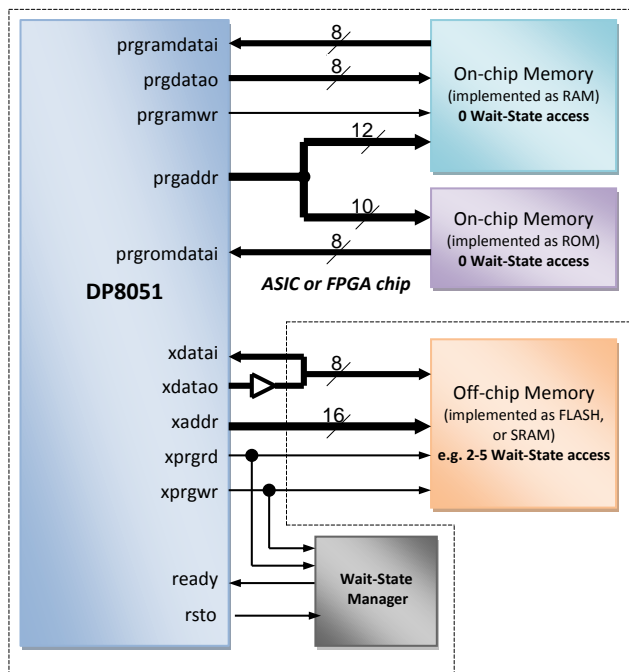 prgramdatai
8
prgdatao
8
prgramwr
On-chip Memory
(implemented as RAM)
0 Wait-State access
12
prgaddr
10
On-chip Memory
(implemented as ROM)
0 Wait-State access
prgromdatai
8
ASIC or FPGA chip
DP8051
xdatai
xdatao
8
xaddr
16
xprgrd
xprgwr
Off-chip Memory
(implemented as FLASH,
or SRAM)
e.g. 2-5 Wait-State access
ready
rsto
Wait-State
Manager